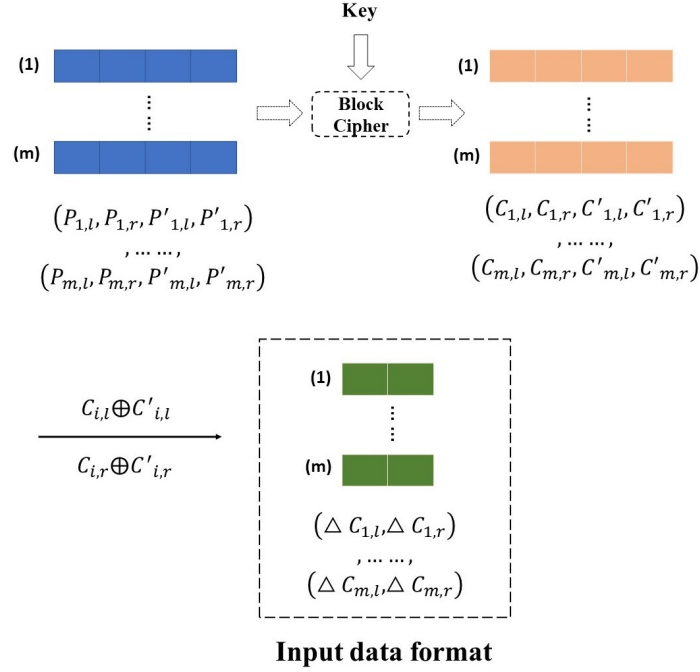 Key
(1)
(1)
Block
Cipher
(m)
(m)
(P₁,ₗ, P₁,ᵣ, P'₁,ₗ, P'₁,ᵣ)
, ... ...,
(Pₘ,ₗ, Pₘ,ᵣ, P'ₘ,ₗ, P'ₘ,ᵣ)
(C₁,ₗ, C₁,ᵣ, C'₁,ₗ, C'₁,ᵣ)
, ... ...,
(Cₘ,ₗ, Cₘ,ᵣ, C'ₘ,ₗ, C'ₘ,ᵣ)
Cᵢ,ₗ⊕C'ᵢ,ₗ
Cᵢ,ᵣ⊕C'ᵢ,ᵣ
(1)
(m)
(△ C₁,ₗ,△ C₁,ᵣ)
, ... ...,
(△ Cₘ,ₗ,△ Cₘ,ᵣ)
Input data format